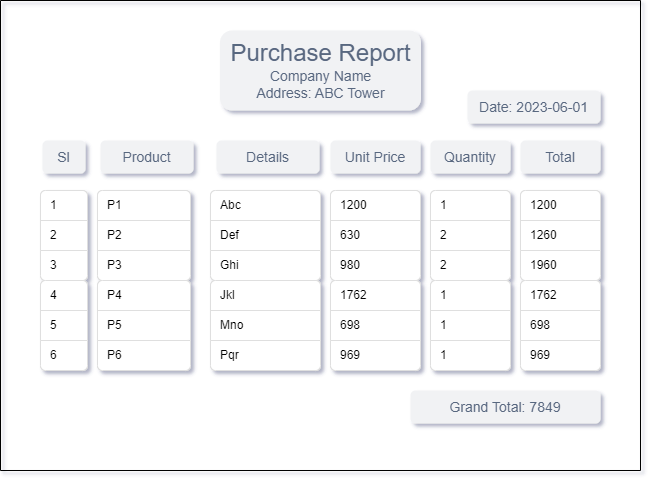 Purchase Report
Company Name
Address: ABC Tower
Date: 2023-06-01
Sl Product Details Unit Price Quantity Total
1 P1 Abc 1200 1 1200
2 P2 Def 630 2 1260
3 P3 Ghi 980 2 1960
4 P4 Jkl 1762 1 1762
5 P5 Mno 698 1 698
6 P6 Pqr 969 1 969
Grand Total: 7849